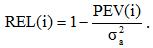 REL(i) = 1 − PEV(i)/σ²ₐ .